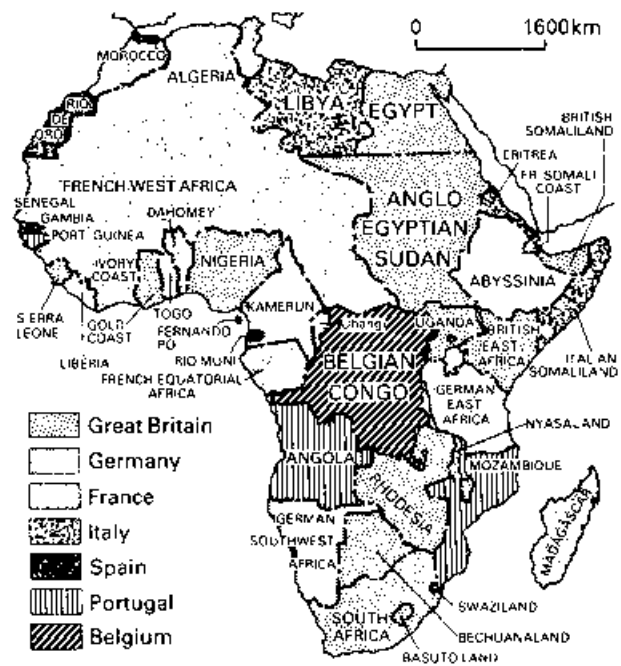 0 1600km
MOROCCO
ALGERIA
LIBYA
EGYPT
RIO
DE
ORO
BRITISH
SOMALILAND
ERITREA
FR SOMALI
COAST
FRENCH WEST AFRICA
ANGLO
EGYPTIAN
SUDAN
SENEGAL
GAMBIA
PORT GUINEA
DAHOMEY
IVORY
COAST
NIGERIA
ABYSSINIA
SIERRA
LEONE
GOLD
COAST
TOGO
FERNANDO
PO
KAMERUN
Ubangi
UGANDA
BRITISH
EAST
AFRICA
LIBERIA
RIO MUNI
FRENCH EQUATORIAL
AFRICA
BELGIAN
CONGO
ITALIAN
SOMALILAND
GERMAN
EAST
AFRICA
NYASALAND
ANGOLA
MOZAMBIQUE
RHODESIA
MADAGASCAR
GERMAN
SOUTHWEST
AFRICA
SWAZILAND
BECHUANALAND
SOUTH
AFRICA
BASUTO LAND
Great Britain
Germany
France
italy
Spain
Portugal
Belgium